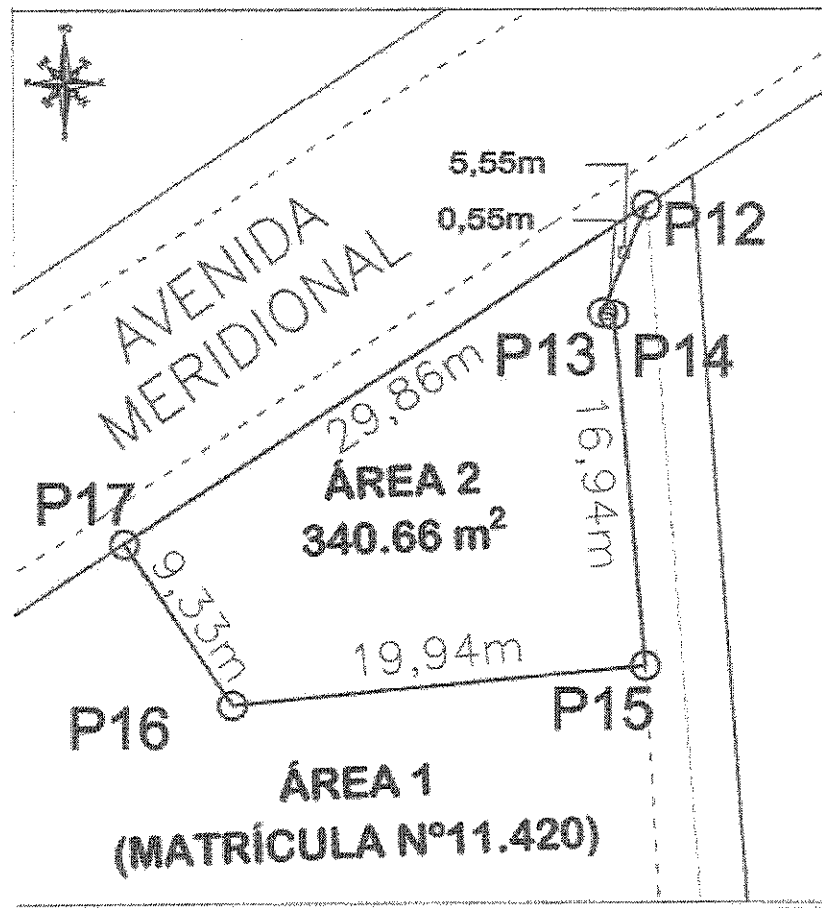 5,55m
0,55m
P12
AVENIDA
MERIDIONAL
P13
P14
29,86m
16,94m
ÁREA 2
340.66 m²
P17
9,33m
19,94m
P15
P16
ÁREA 1
(MATRÍCULA Nº11.420)